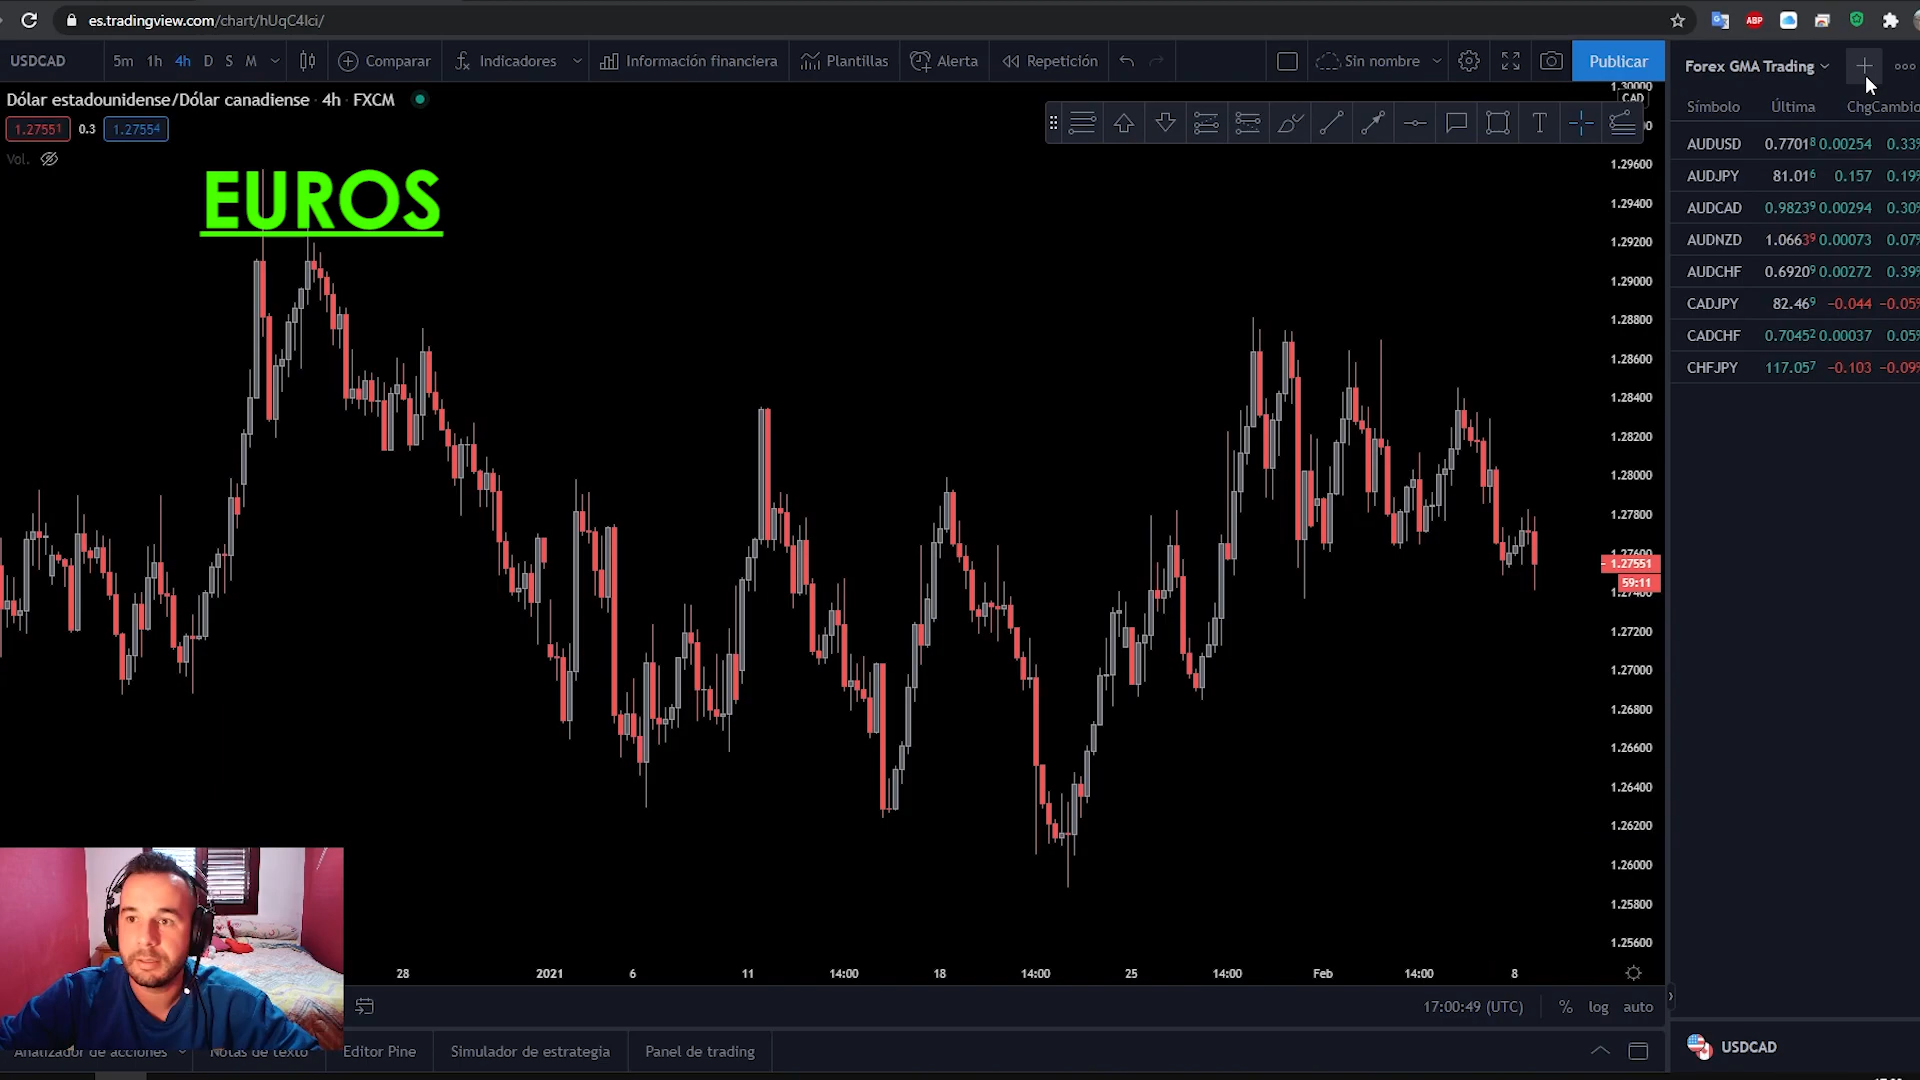 es.tradingview.com/chart/hUqC4Ici/
ABP
USDCAD 5m 1h 4h D S M Comparar Indicadores Información financiera Plantillas Alerta Repetición Sin nombre Publicar
Forex GMA Trading
Dólar estadounidense/Dólar canadiense · 4h · FXCM
1.27551 0.3 1.27554
Vol.
EUROS
Símbolo Última Chg Cambio
AUDUSD 0.77018 0.00254 0.33%
AUDJPY 81.016 0.157 0.19%
AUDCAD 0.98239 0.00294 0.30%
AUDNZD 1.06639 0.00073 0.07%
AUDCHF 0.69209 0.00272 0.39%
CADJPY 82.469 −0.044 −0.05%
CADCHF 0.70452 0.00037 0.05%
CHFJPY 117.057 −0.103 −0.09%
1.30000
CAD
1.29600
1.29400
1.29200
1.29000
1.28800
1.28600
1.28400
1.28200
1.28000
1.27800
1.27600
1.27551
59:11
1.27400
1.27200
1.27000
1.26800
1.26600
1.26400
1.26200
1.26000
1.25800
1.25600
28 2021 6 11 14:00 18 14:00 25 14:00 Feb 14:00 8
17:00:49 (UTC) % log auto
Analizador de acciones Notas de texto Editor Pine Simulador de estrategia Panel de trading
USDCAD